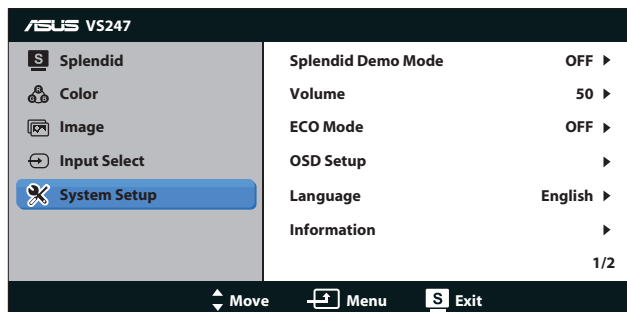 ASUS VS247
S Splendid
Color
Image
Input Select
System Setup
Splendid Demo Mode OFF
Volume 50
ECO Mode OFF
OSD Setup
Language English
Information
1/2
Move Menu S Exit